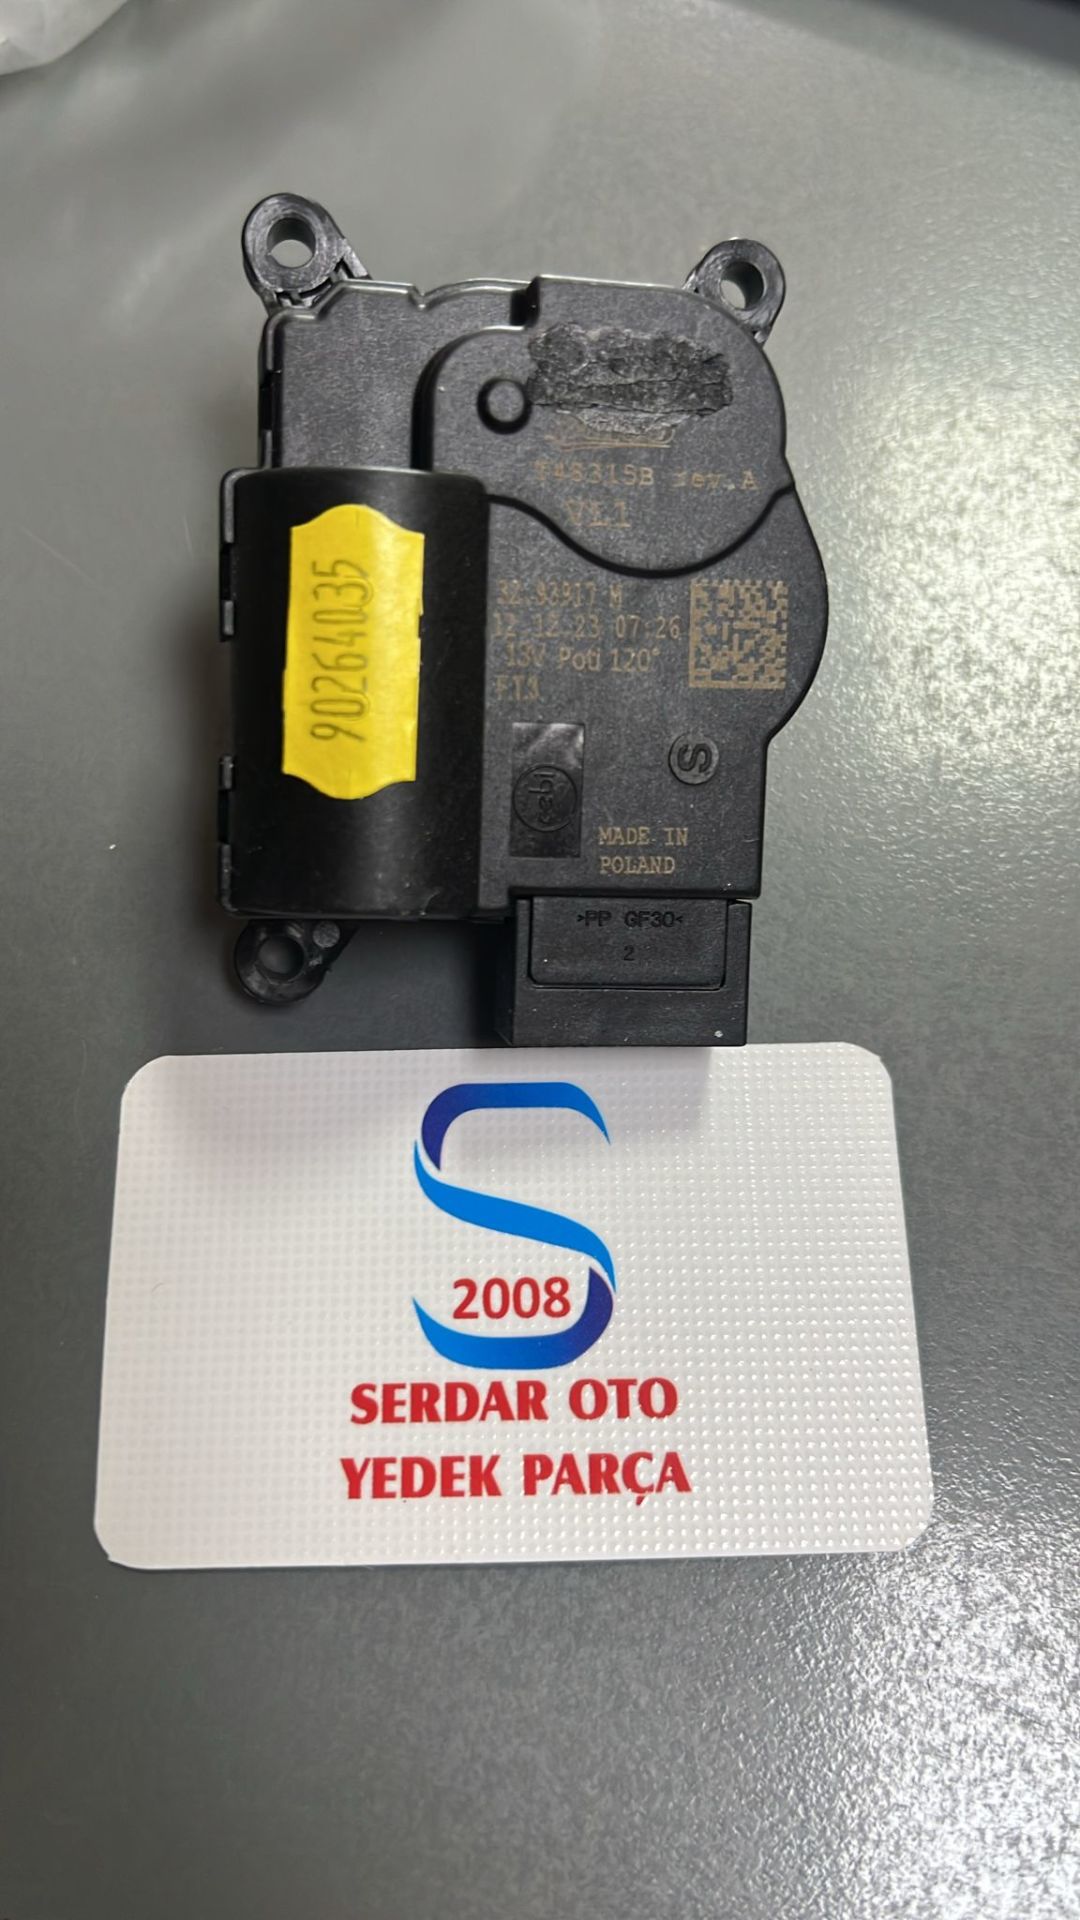 T48315B rev.A
VL1
32.93917 M
12.12.23 07:26
13V Poti 120°
FT3
90264035
S
MADE IN
POLAND
>PP GF30<
2
2008
SERDAR OTO
YEDEK PARÇA